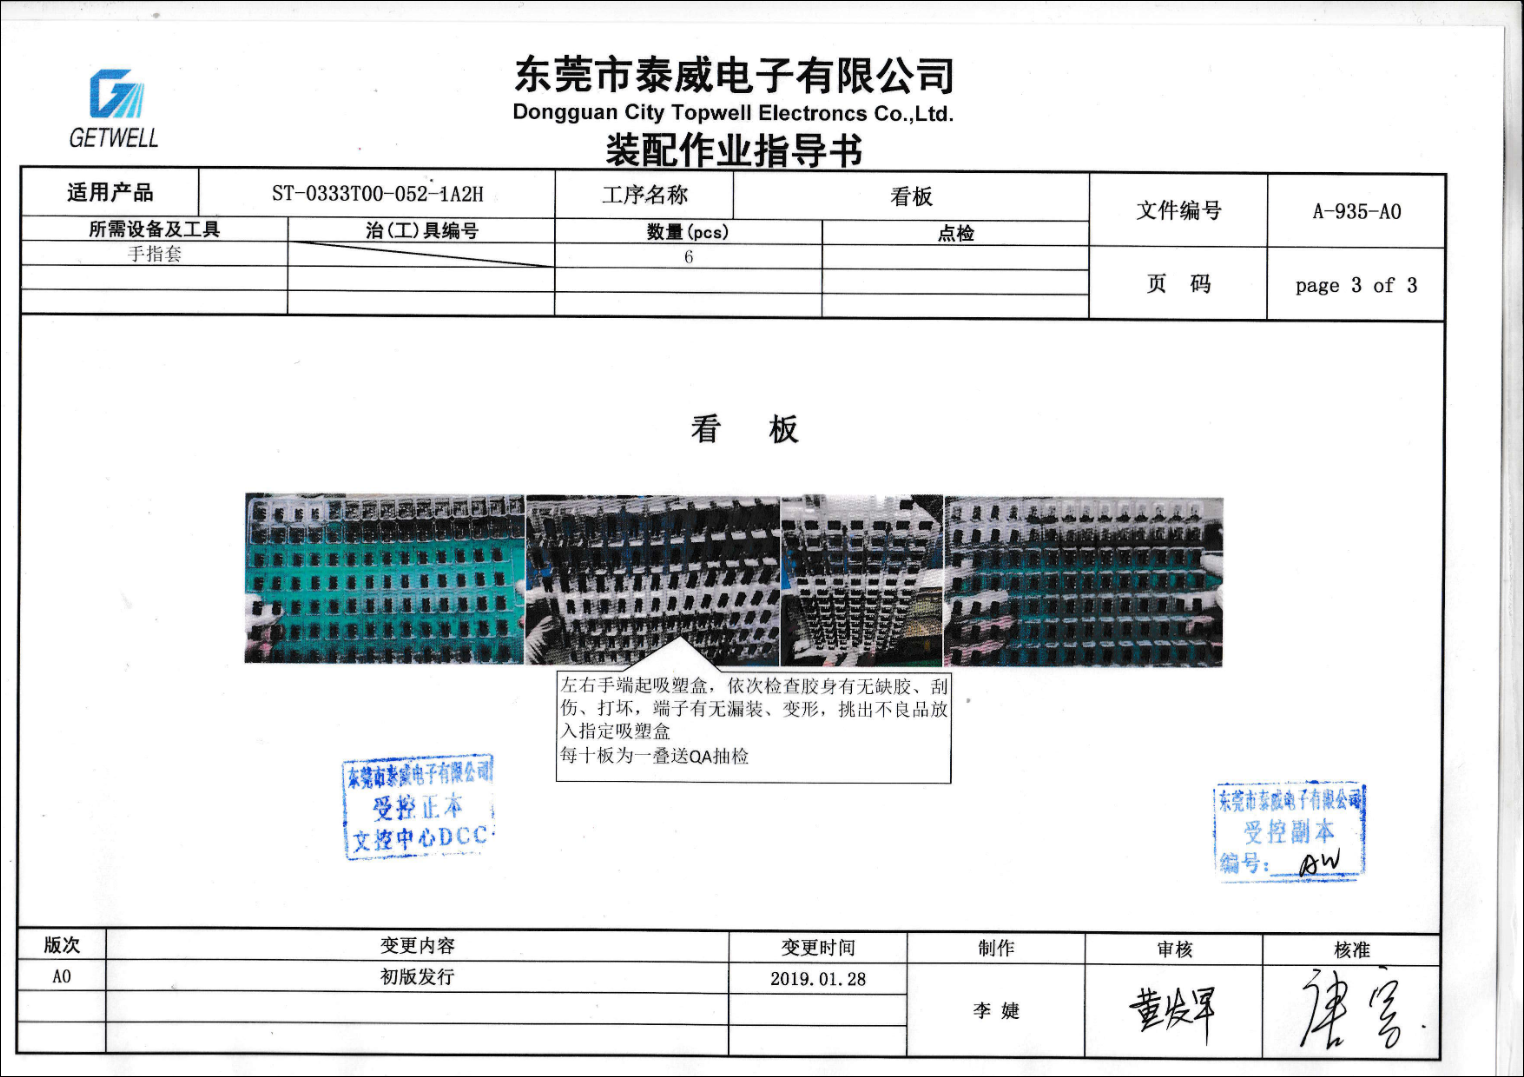 东莞市泰威电子有限公司
GETWELL
Dongguan City Topwell Electroncs Co.,Ltd.
装配作业指导书
适用产品 ST-0333T00-052-1A2H 工序名称 看板 文件编号 A-935-A0
所需设备及工具 治(工)具编号 数量(pcs) 点检
手指套 6
页 码 page 3 of 3
看 板
左右手端起吸塑盒，依次检查胶身有无缺胶、刮
伤、打坏，端子有无漏装、变形，挑出不良品放
入指定吸塑盒
每十板为一叠送QA抽检
东莞市泰威电子有限公司
受控正本
文控中心DCC
东莞市泰威电子有限公司
受控副本
编号: AW
版次 变更内容 变更时间 制作 审核 核准
A0 初版发行 2019.01.28
李 婕 黄发军